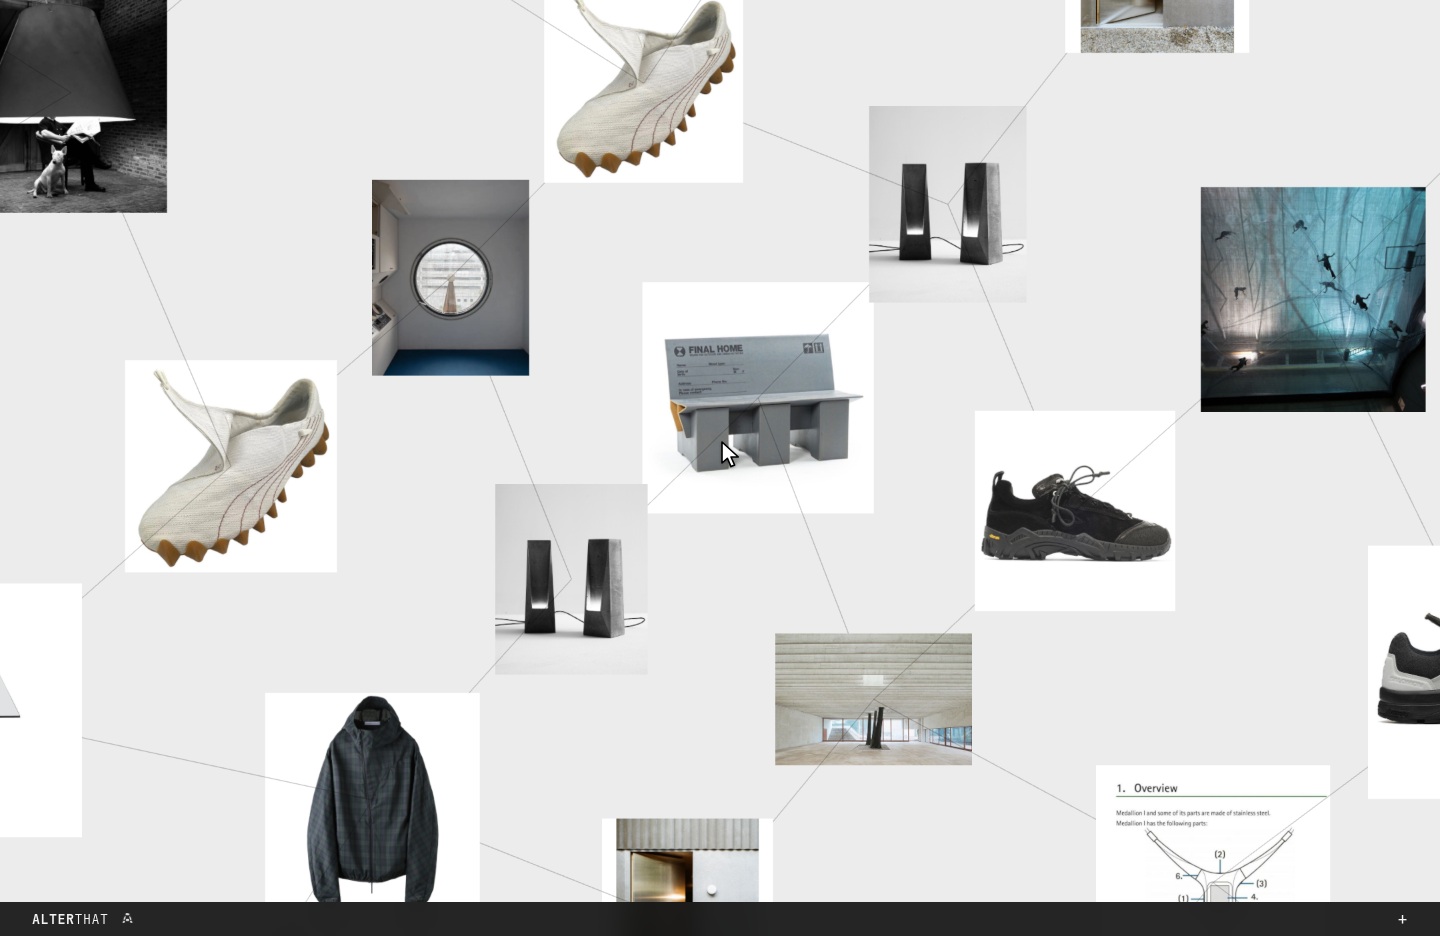 FINAL HOME
1. Overview
Medallion I and some of its parts are made of stainless steel.
Medallion I has the following parts:
(2)
6.
(3)
(1)
4.
ALTERTHAT
+